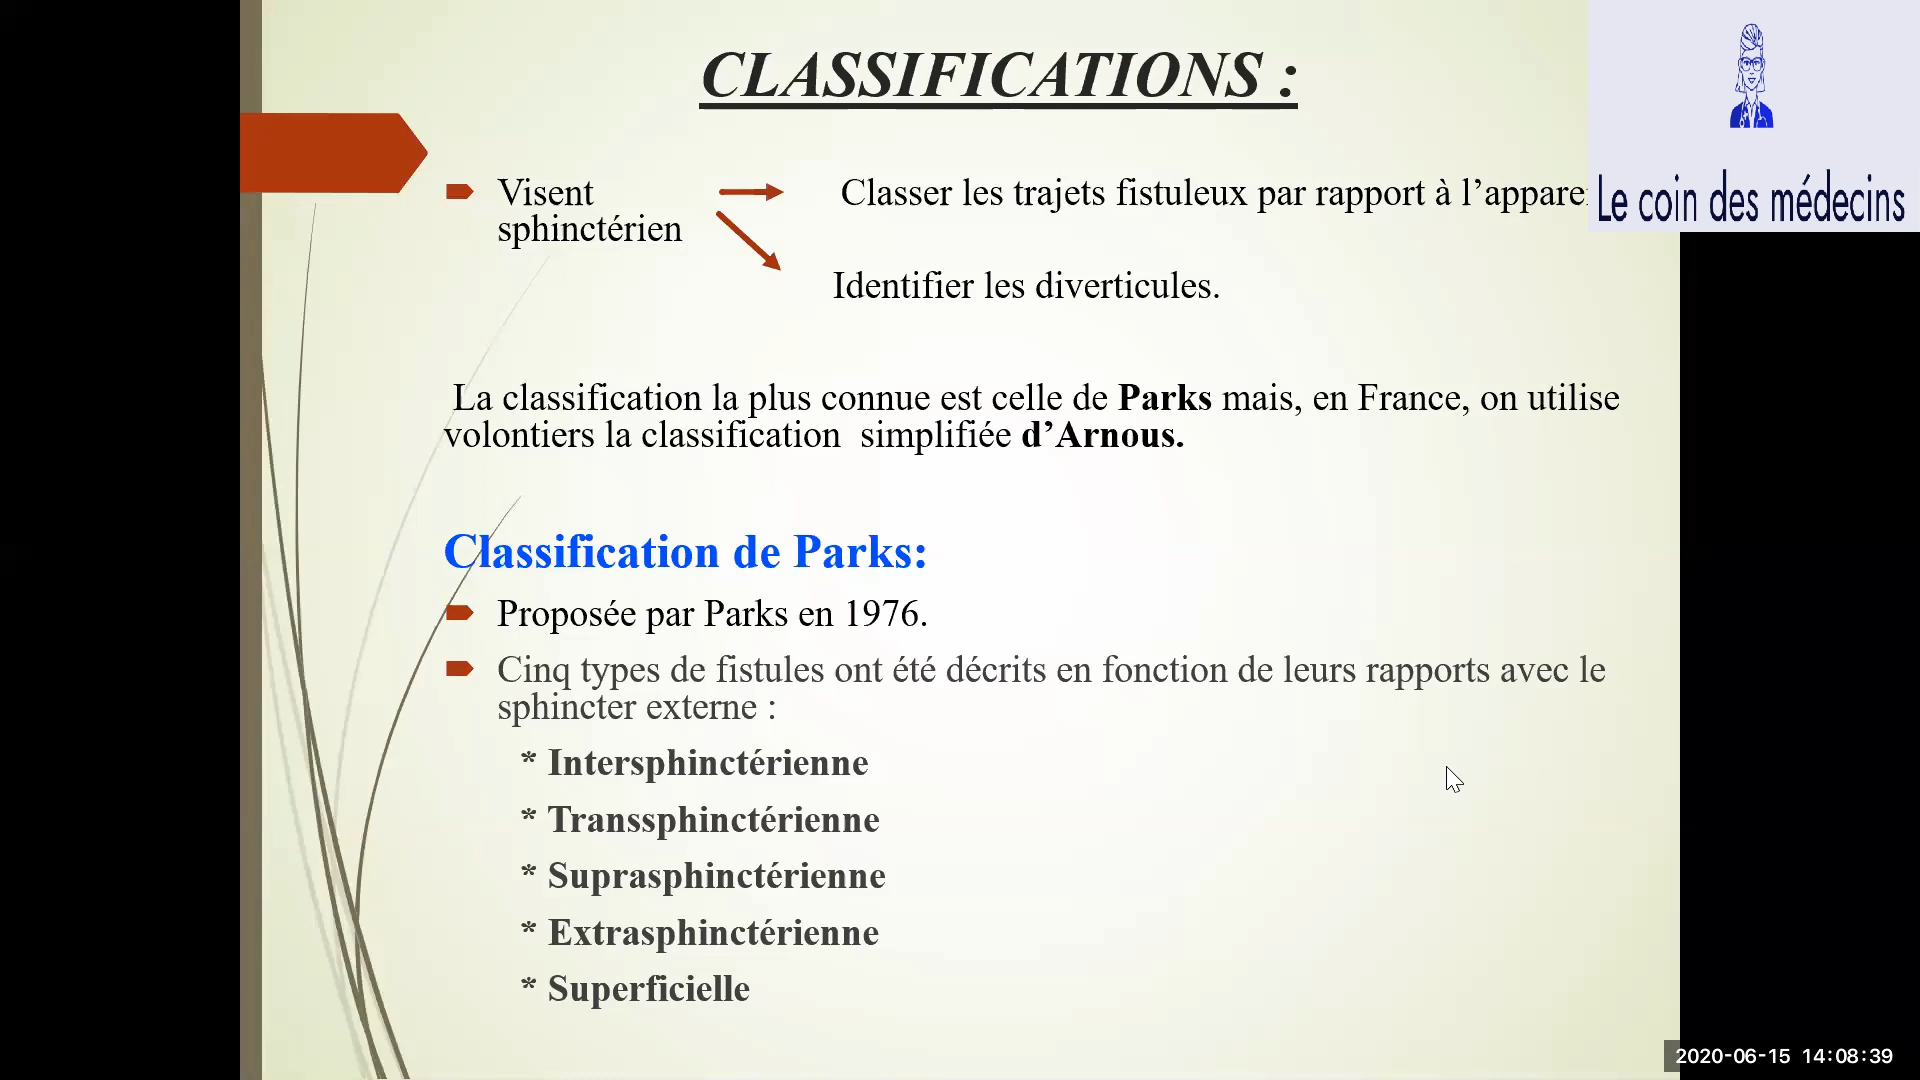 CLASSIFICATIONS :
Visent Classer les trajets fistuleux par rapport à l’apparei
sphinctérien
Identifier les diverticules.
La classification la plus connue est celle de Parks mais, en France, on utilise
volontiers la classification simplifiée d’Arnous.
Classification de Parks:
Proposée par Parks en 1976.
Cinq types de fistules ont été décrits en fonction de leurs rapports avec le
sphincter externe :
* Intersphinctérienne
* Transsphinctérienne
* Suprasphinctérienne
* Extrasphinctérienne
* Superficielle
Le coin des médecins
2020-06-15 14:08:39